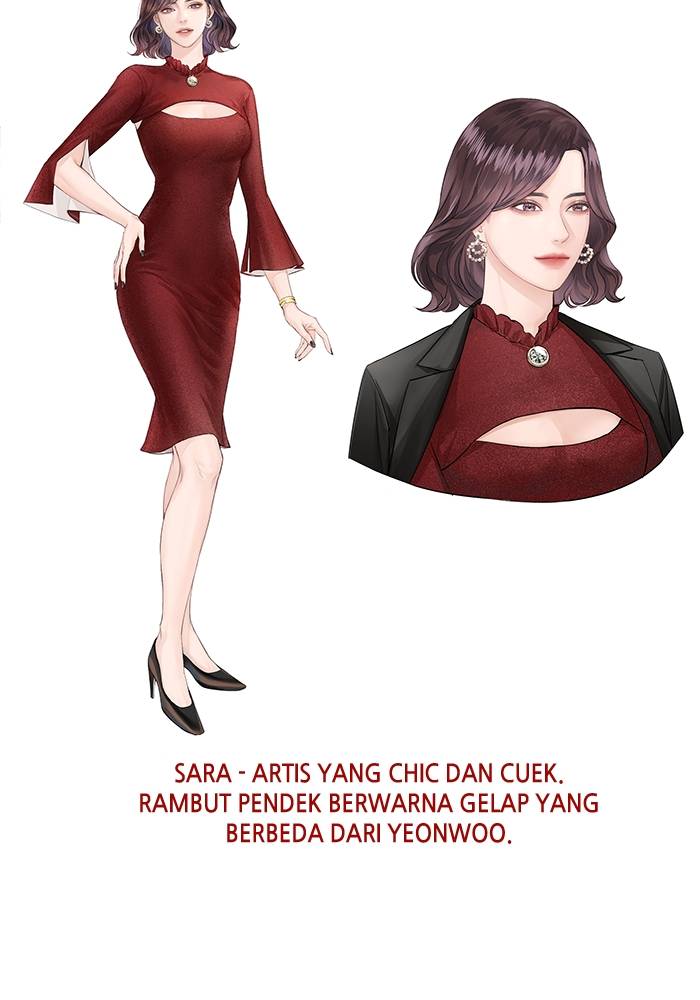 SARA - ARTIS YANG CHIC DAN CUEK.
RAMBUT PENDEK BERWARNA GELAP YANG
BERBEDA DARI YEONWOO.